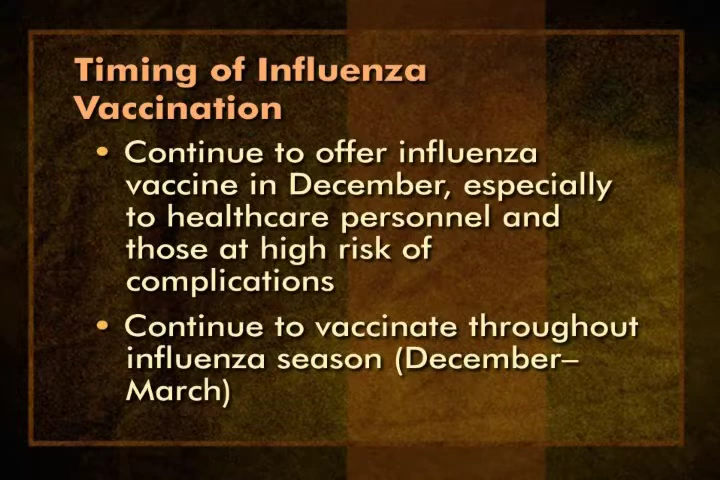 Timing of Influenza
Vaccination
• Continue to offer influenza
vaccine in December, especially
to healthcare personnel and
those at high risk of
complications
• Continue to vaccinate throughout
influenza season (December–
March)